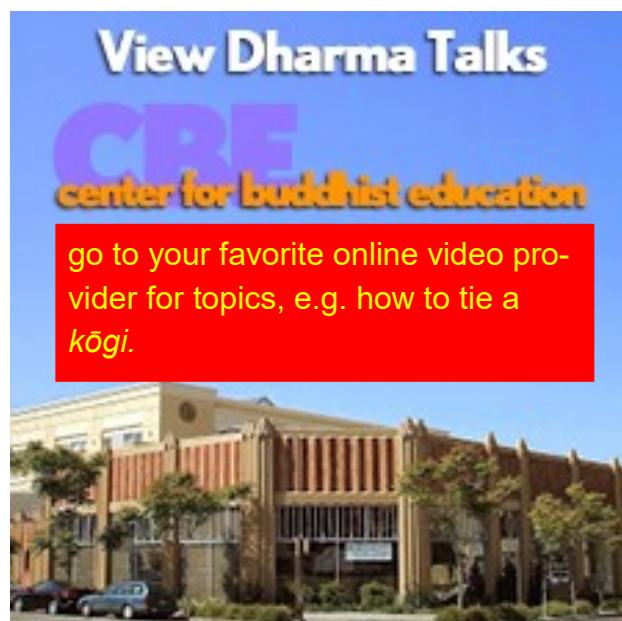 View Dharma Talks
CBE
center for buddhist education
go to your favorite online video pro-
vider for topics, e.g. how to tie a
kōgi.